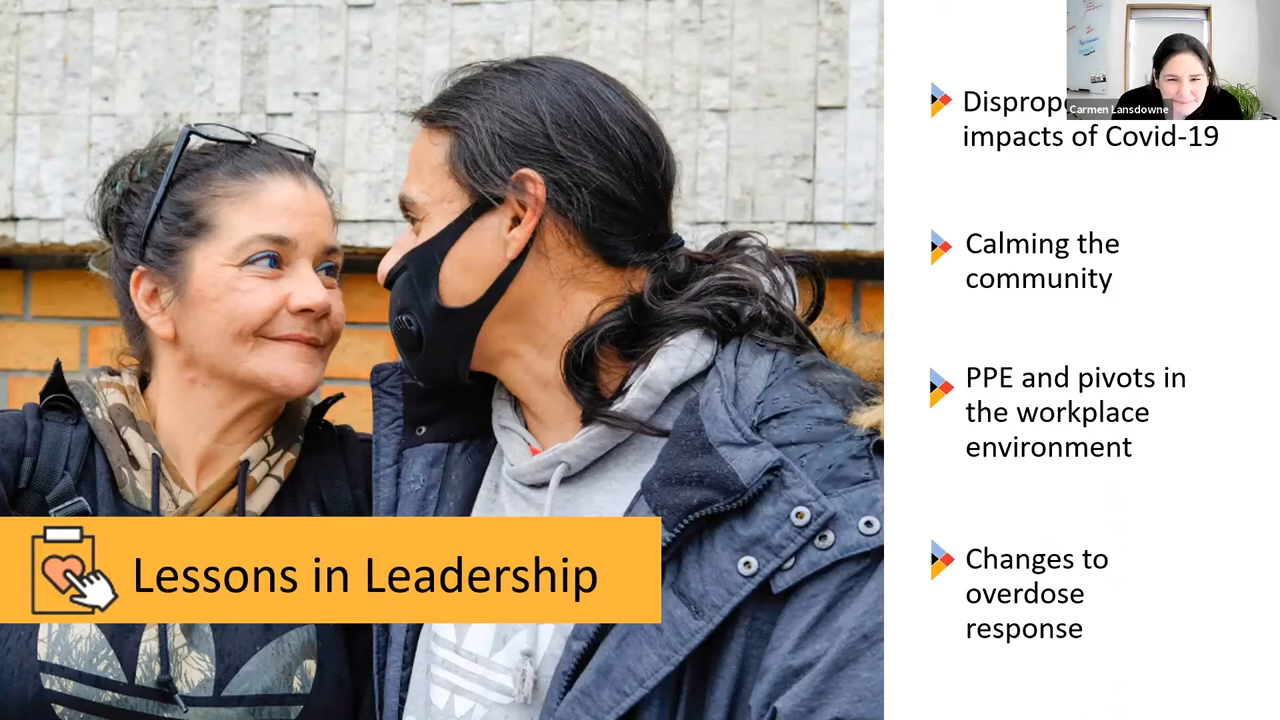 Carmen Lansdowne
impacts of Covid-19
Calming the
community
PPE and pivots in
the workplace
environment
Changes to
overdose
response
Lessons in Leadership